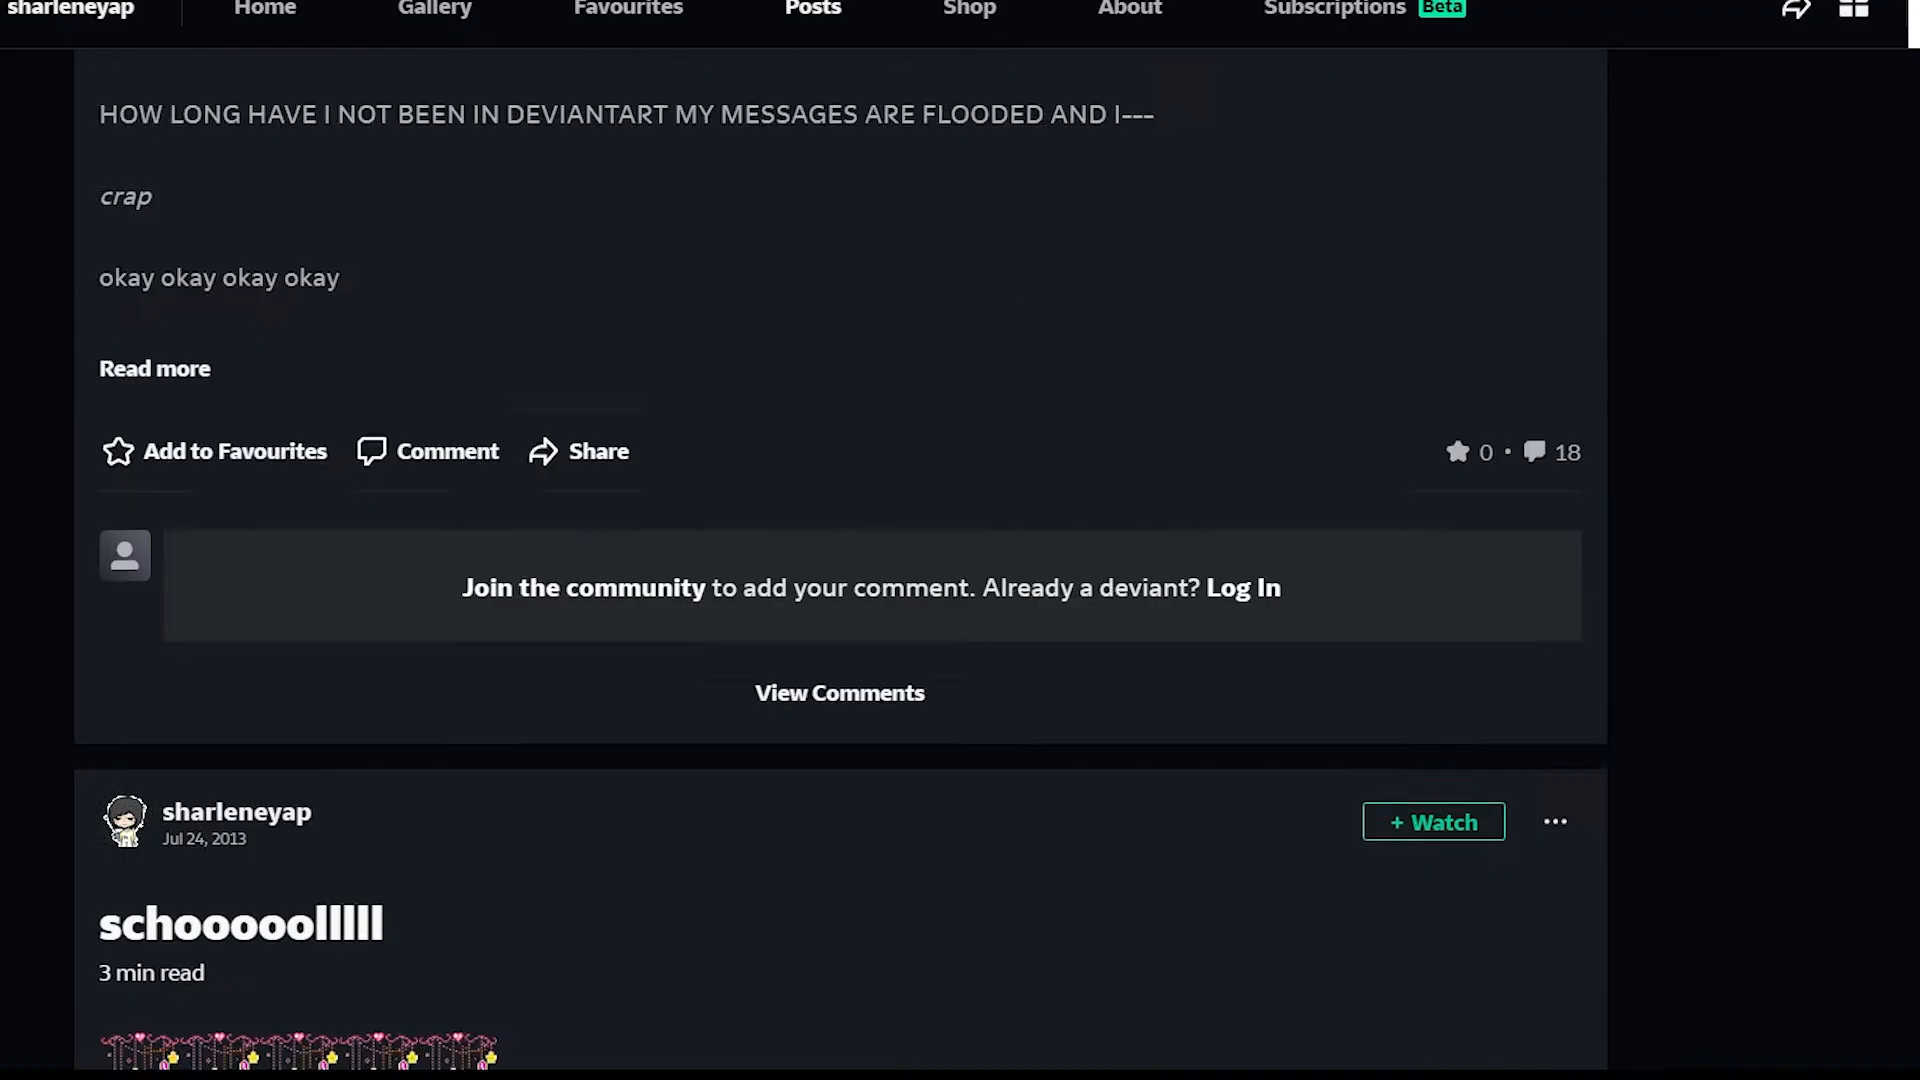 sharleneyap Home Gallery Favourites Posts Shop About Subscriptions Beta
HOW LONG HAVE I NOT BEEN IN DEVIANTART MY MESSAGES ARE FLOODED AND I---
crap
okay okay okay okay
Read more
Add to Favourites Comment Share 0 • 18
Join the community to add your comment. Already a deviant? Log In
View Comments
sharleneyap
Jul 24, 2013
+ Watch
schooooolllll
3 min read